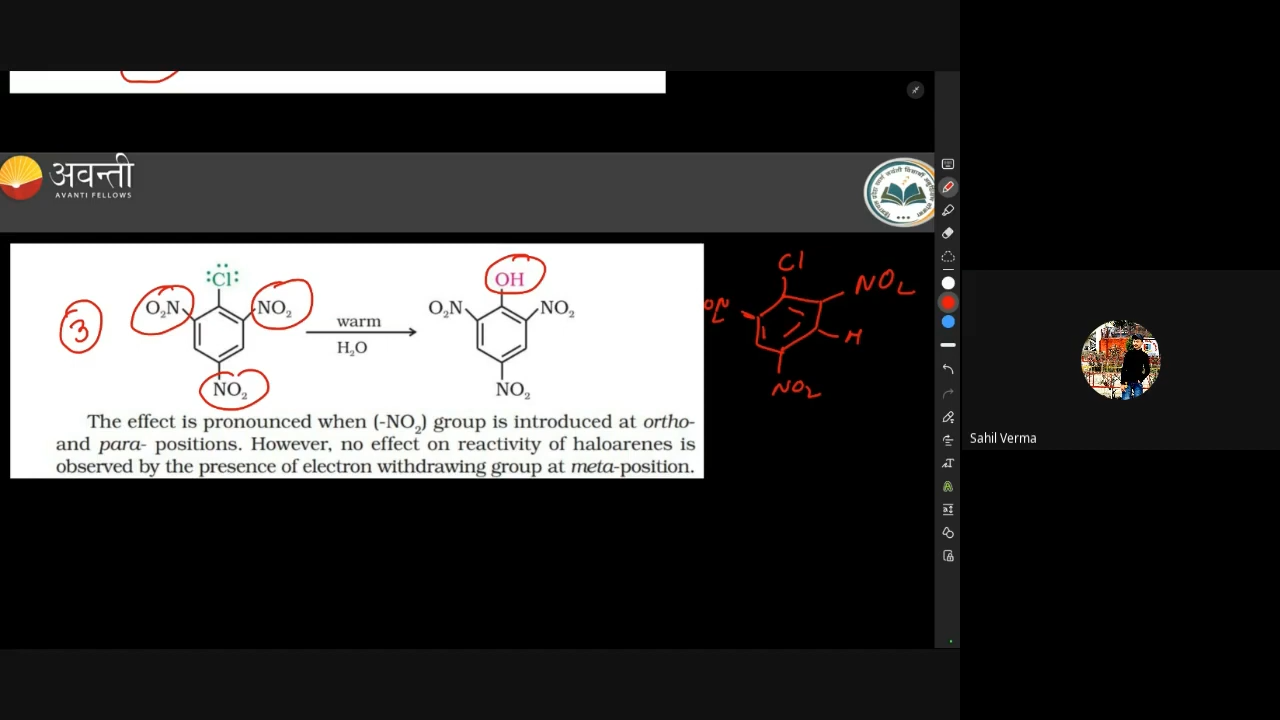 अवन्ती
AVANTI FELLOWS
:C̈l:
O₂N
NO₂
NO₂
3
warm
H₂O
OH
O₂N
NO₂
NO₂
Cl
NO₂
O₂N
H
NO₂
The effect is pronounced when (-NO₂) group is introduced at ortho-
and para- positions. However, no effect on reactivity of haloarenes is
observed by the presence of electron withdrawing group at meta-position.
Sahil Verma